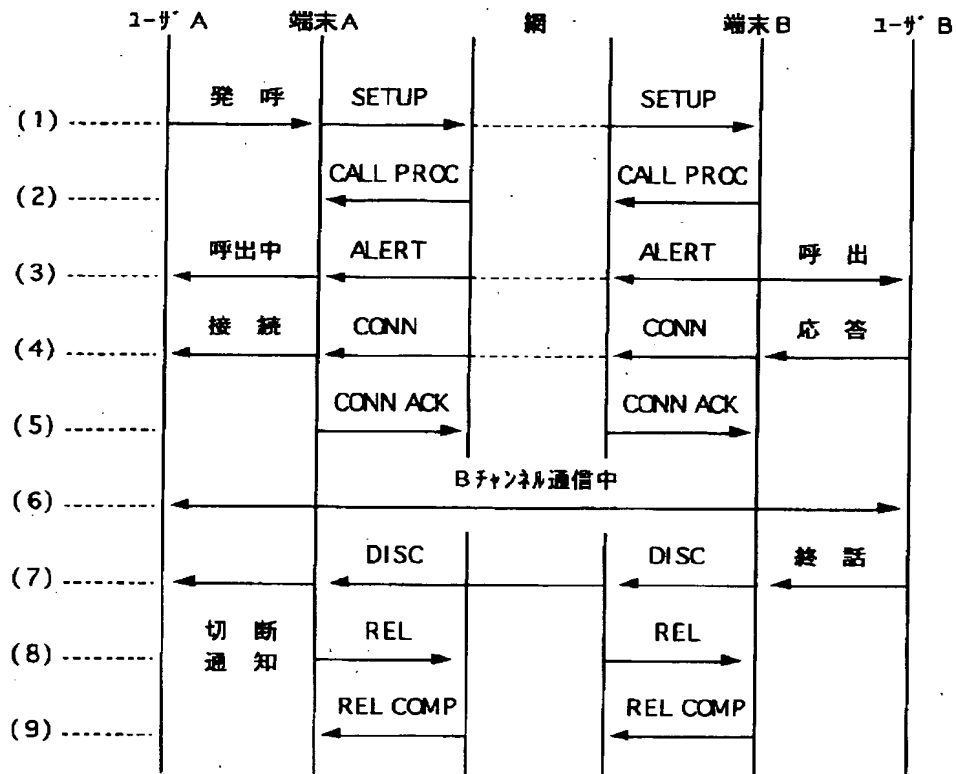 ユーザA 端末A 網 端末B ユーザB
発呼 SETUP SETUP
(1)
CALL PROC CALL PROC
(2)
呼出中 ALERT ALERT 呼出
(3)
接続 CONN CONN 応答
(4)
CONN ACK CONN ACK
(5)
Bチャンネル通信中
(6)
DISC DISC 終話
(7)
切断 REL REL
(8) 通知
REL COMP REL COMP
(9)